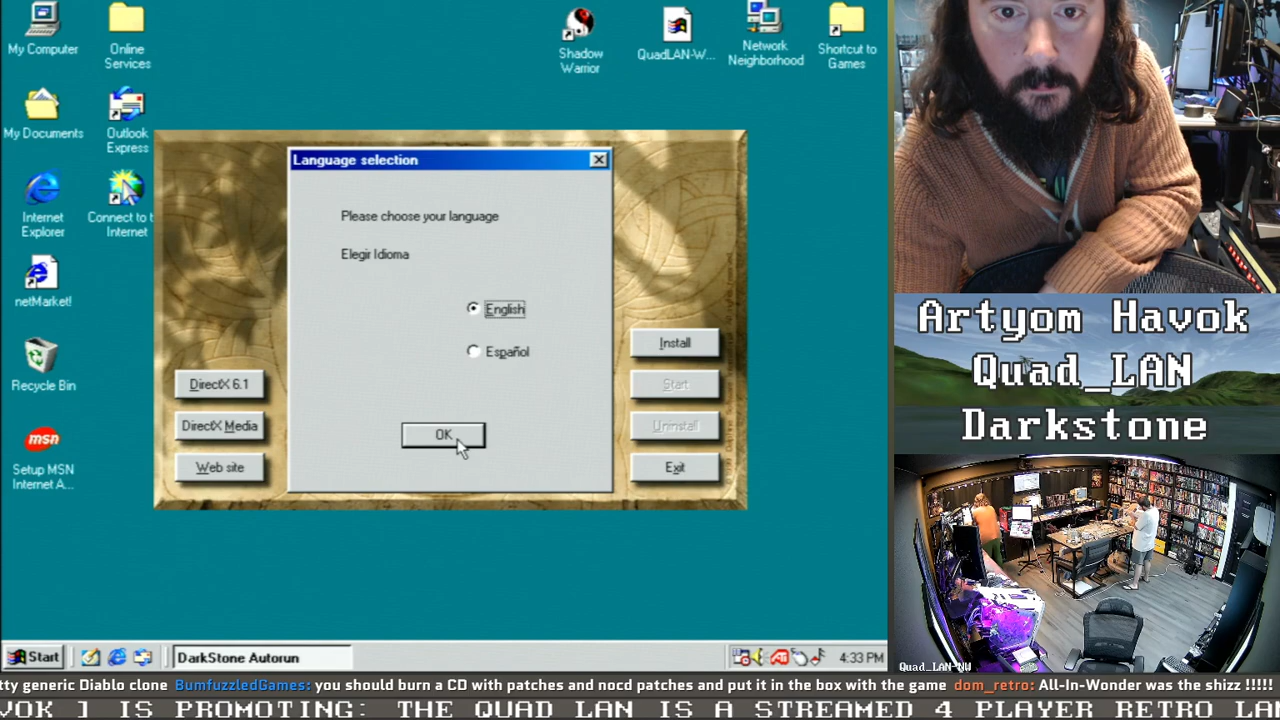 My Computer
Online
Services
Shadow
Warrior
QuadLAN-W...
Network
Neighborhood
Shortcut to
Games
My Documents
Outlook
Express
Internet
Explorer
Connect to t
Internet
netMarket!
Recycle Bin
msn
Setup MSN
Internet A...
Language selection
Please choose your language
Elegir Idioma
English
Español
OK
DirectX 6.1
DirectX Media
Web site
Install
Start
Uninstall
Exit
Start
DarkStone Autorun
4:33 PM
Artyom Havok
Quad_LAN
Darkstone
Quad_LAN-NW
tty generic Diablo clone BumfuzzledGames: you should burn a CD with patches and nocd patches and put it in the box with the game dom_retro: All-In-Wonder was the shizz !!!!!
VOK ] IS PROMOTING: THE QUAD LAN IS A STREAMED 4 PLAYER RETRO LA